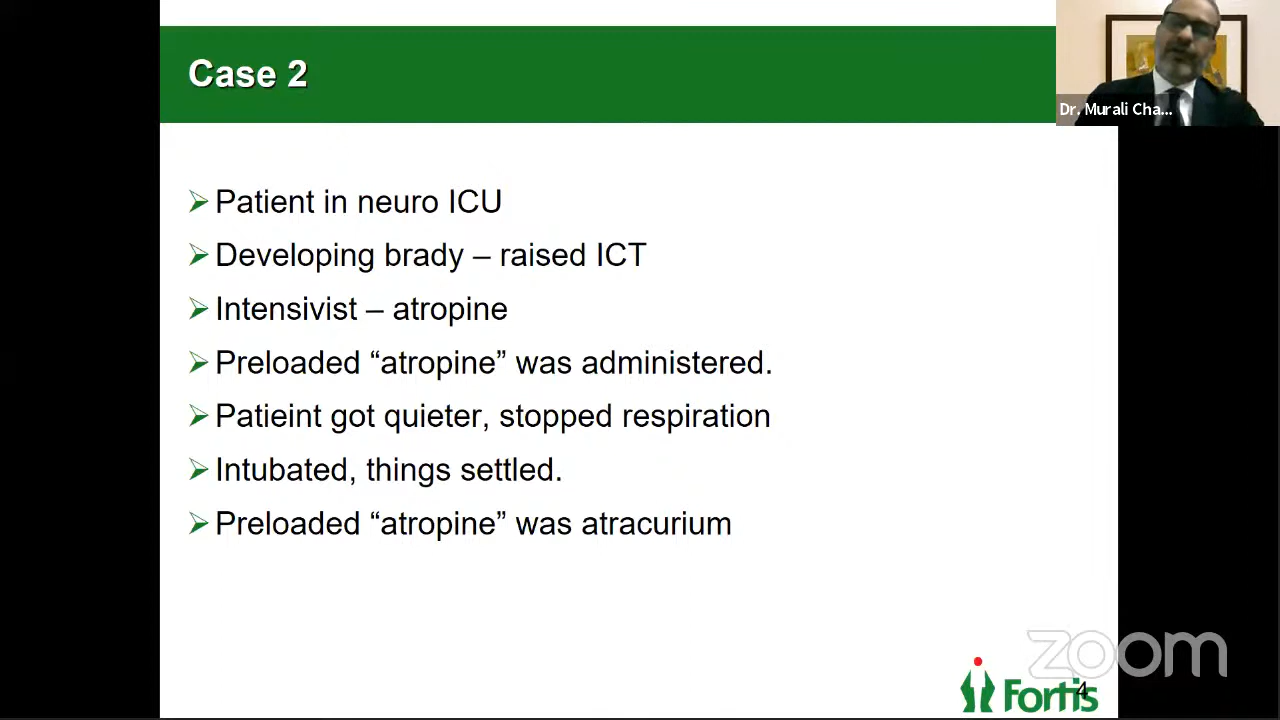 Case 2
Dr. Murali Cha...
Patient in neuro ICU
Developing brady – raised ICT
Intensivist – atropine
Preloaded “atropine” was administered.
Patieint got quieter, stopped respiration
Intubated, things settled.
Preloaded “atropine” was atracurium
zoom
Fortis
4